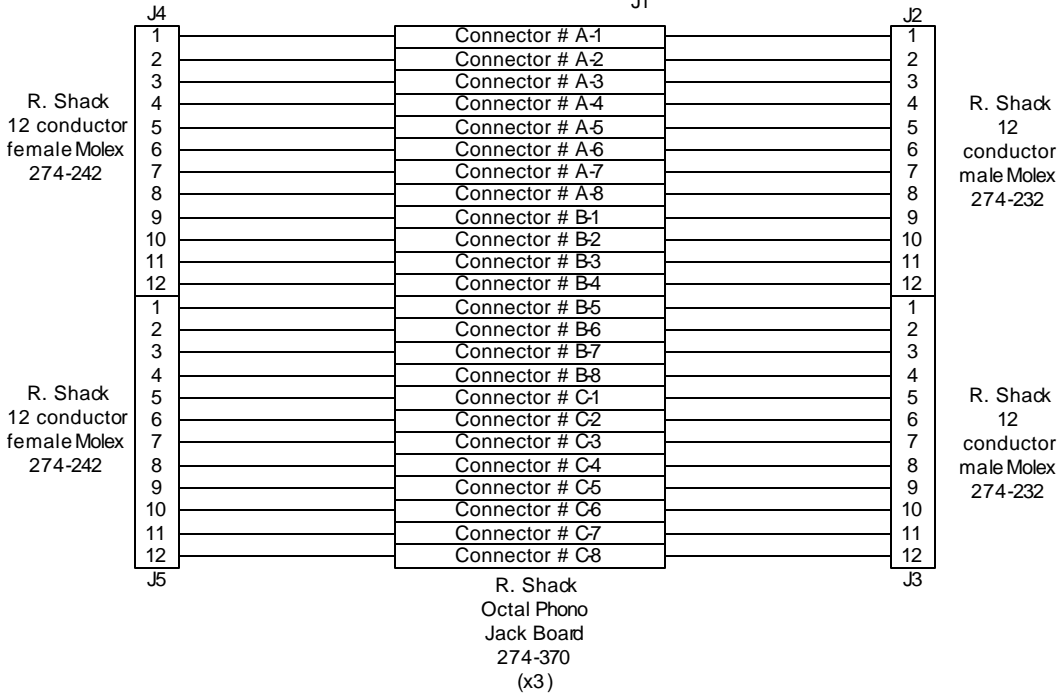 J1
J4
J2
1 Connector # A-1 1
2 Connector # A-2 2
3 Connector # A-3 3
4 Connector # A-4 4
5 Connector # A-5 5
6 Connector # A-6 6
7 Connector # A-7 7
8 Connector # A-8 8
9 Connector # B-1 9
10 Connector # B-2 10
11 Connector # B-3 11
12 Connector # B-4 12
1 Connector # B-5 1
2 Connector # B-6 2
3 Connector # B-7 3
4 Connector # B-8 4
5 Connector # C-1 5
6 Connector # C-2 6
7 Connector # C-3 7
8 Connector # C-4 8
9 Connector # C-5 9
10 Connector # C-6 10
11 Connector # C-7 11
12 Connector # C-8 12
J5
J3
R. Shack
12 conductor
female Molex
274-242
R. Shack
12
conductor
male Molex
274-232
R. Shack
12 conductor
female Molex
274-242
R. Shack
12
conductor
male Molex
274-232
R. Shack
Octal Phono
Jack Board
274-370
(x3)